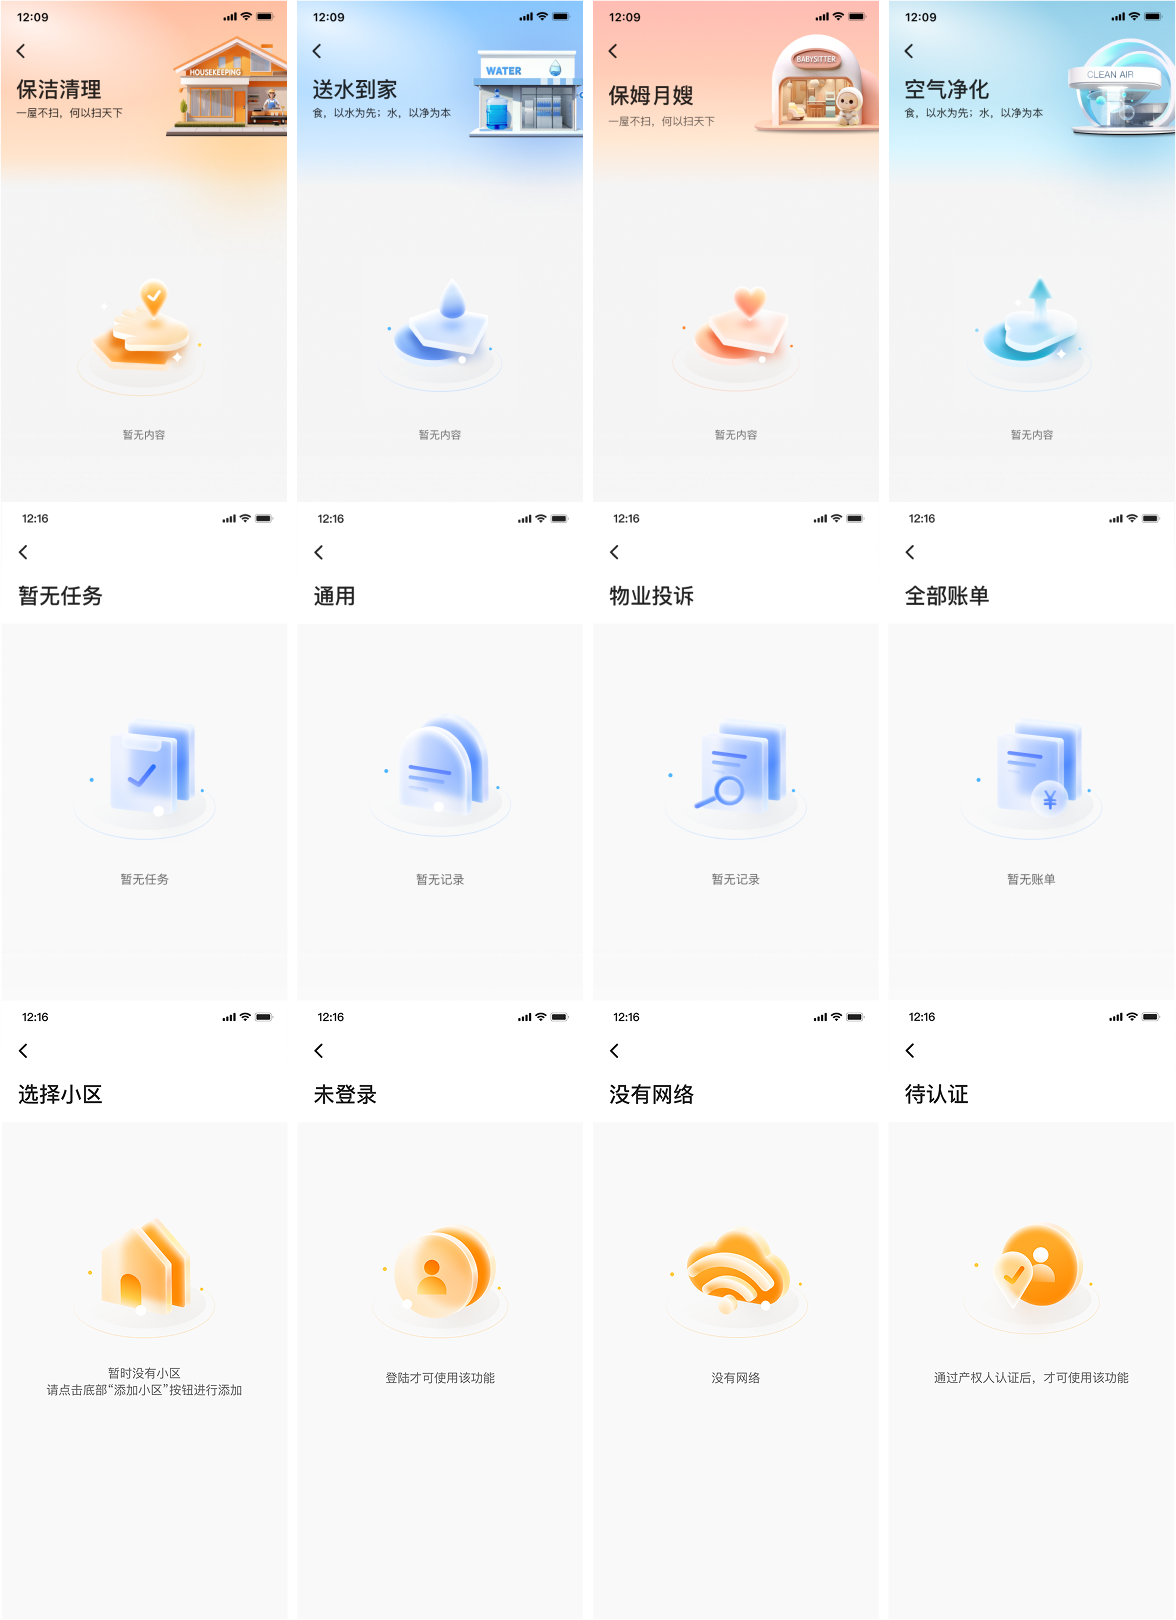 12:09
保洁清理
一屋不扫，何以扫天下
HOUSEKEEPING
暂无内容
12:09
送水到家
食，以水为先；水，以净为本
WATER
暂无内容
12:09
保姆月嫂
一屋不扫，何以扫天下
BABYSITTER
暂无内容
12:09
空气净化
食，以水为先；水，以净为本
CLEAN AIR
暂无内容
12:16
暂无任务
暂无任务
12:16
通用
暂无记录
12:16
物业投诉
暂无记录
12:16
全部账单
¥
暂无账单
12:16
选择小区
暂时没有小区
请点击底部“添加小区”按钮进行添加
12:16
未登录
登陆才可使用该功能
12:16
没有网络
没有网络
12:16
待认证
通过产权人认证后，才可使用该功能